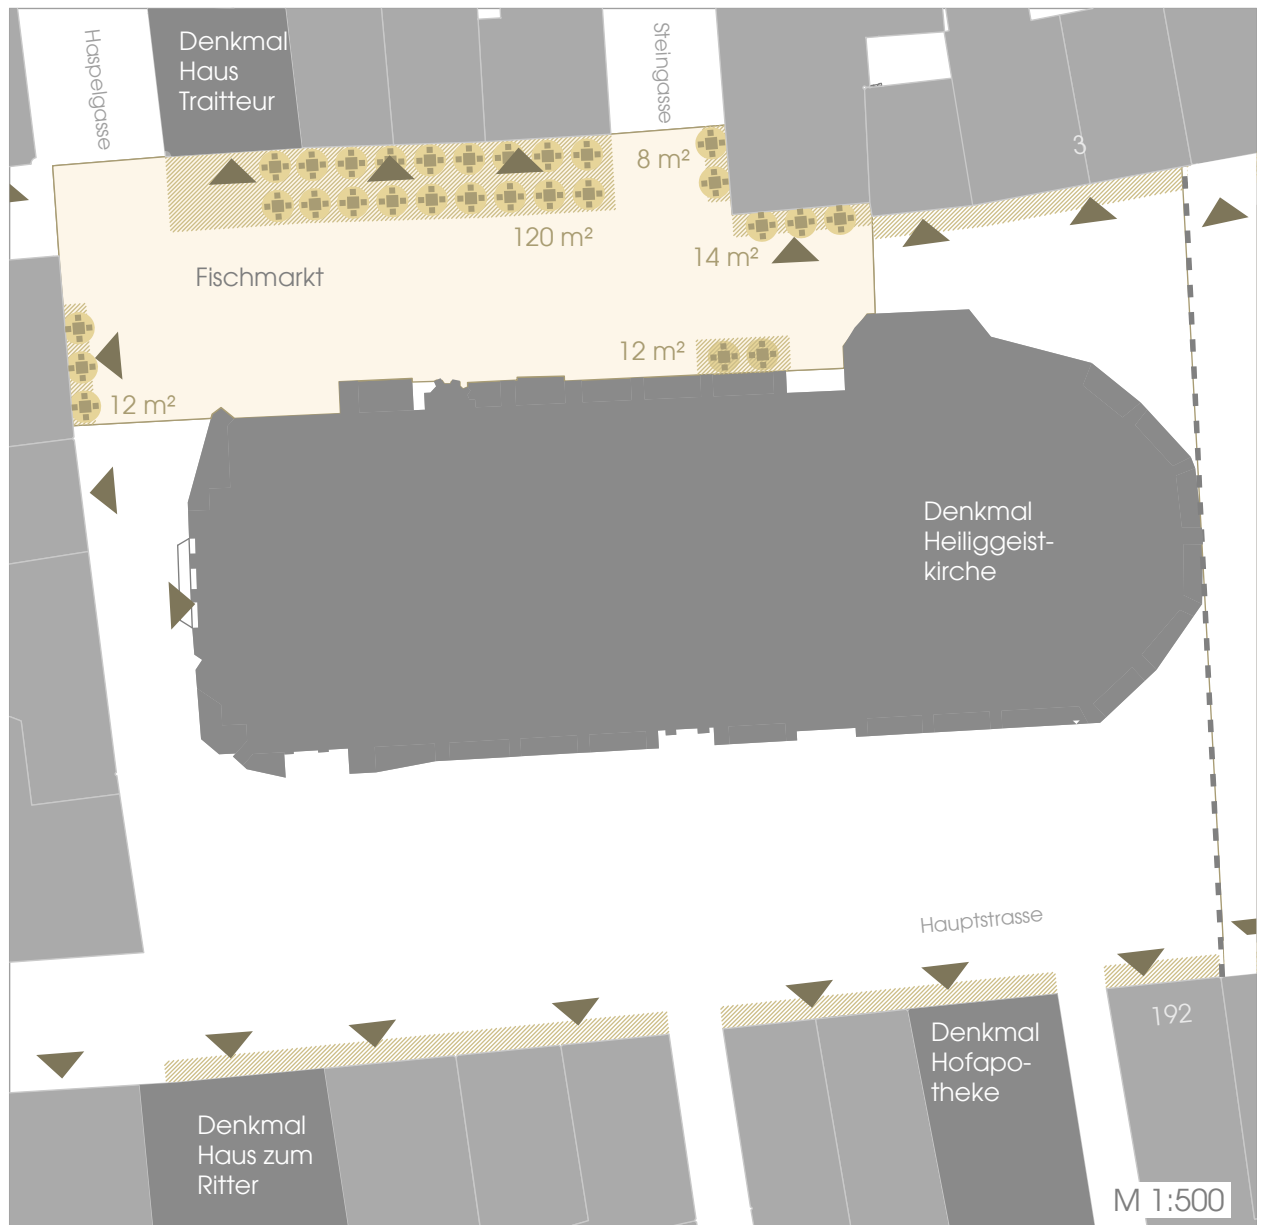 Haspelgasse
Denkmal
Haus
Traitteur
Steingasse
3
8 m²
120 m²
14 m²
Fischmarkt
12 m²
12 m²
Denkmal
Heiliggeist-
kirche
Hauptstrasse
192
Denkmal
Hofapo-
theke
Denkmal
Haus zum
Ritter
M 1:500